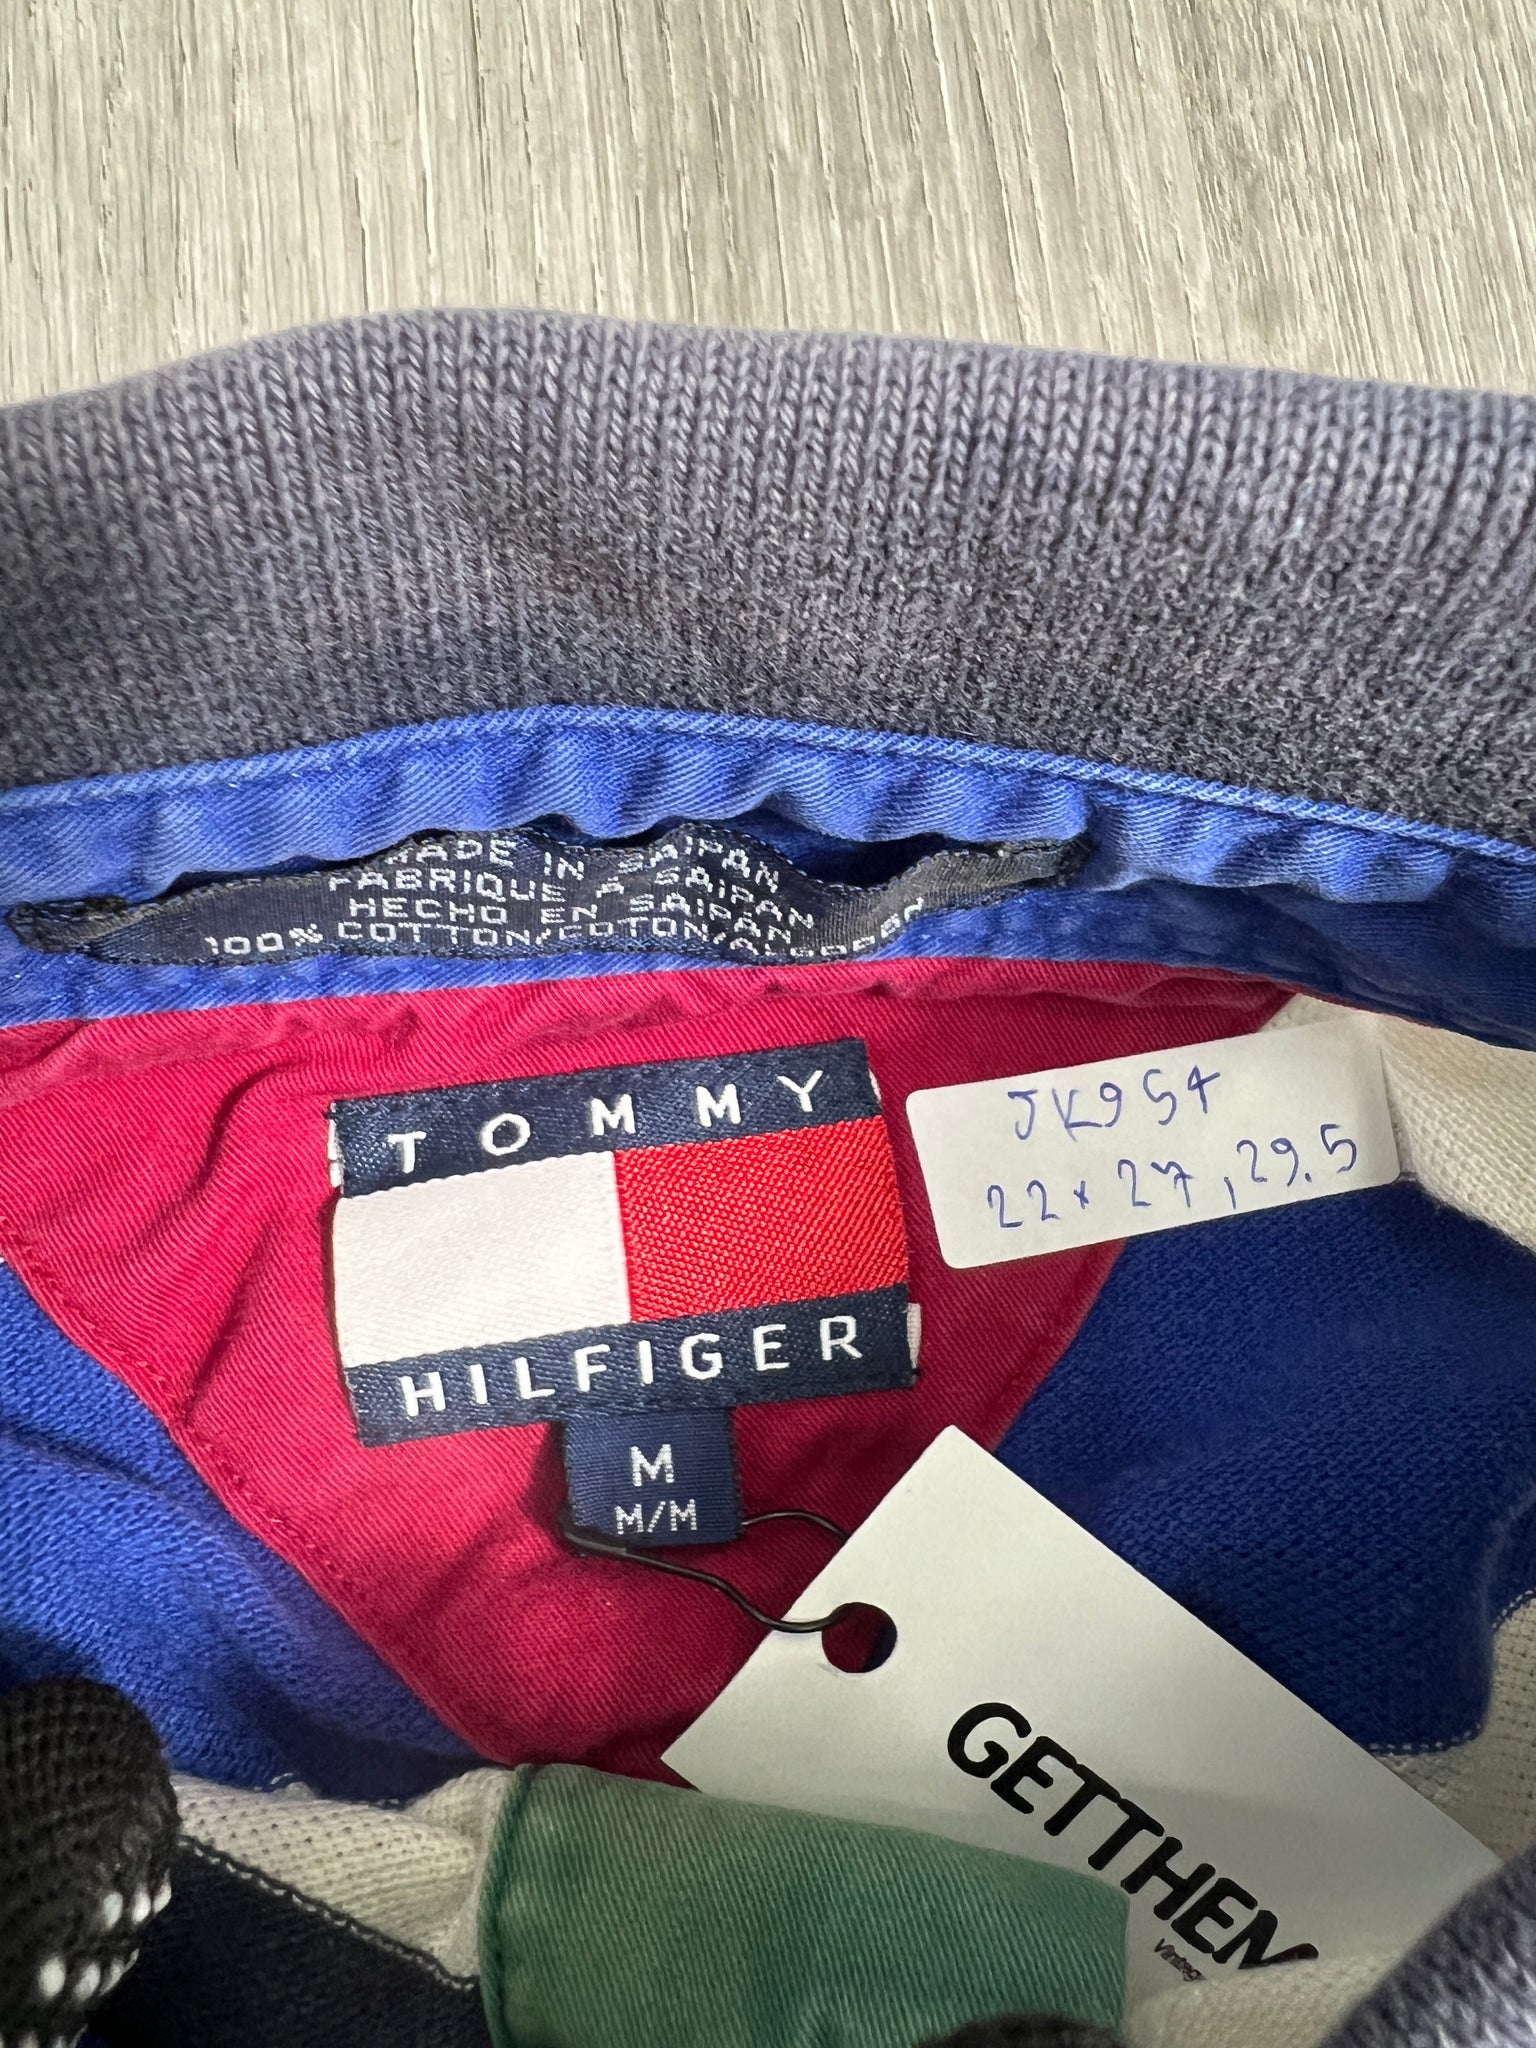 MADE IN SAIPAN
FABRIQUE A SAIPAN
HECHO EN SAIPÁN
100% COTTON/COTON/ALGODON
TOMMY
HILFIGER
M
M/M
JK954
22 x 27, 29.5
GETTHEM